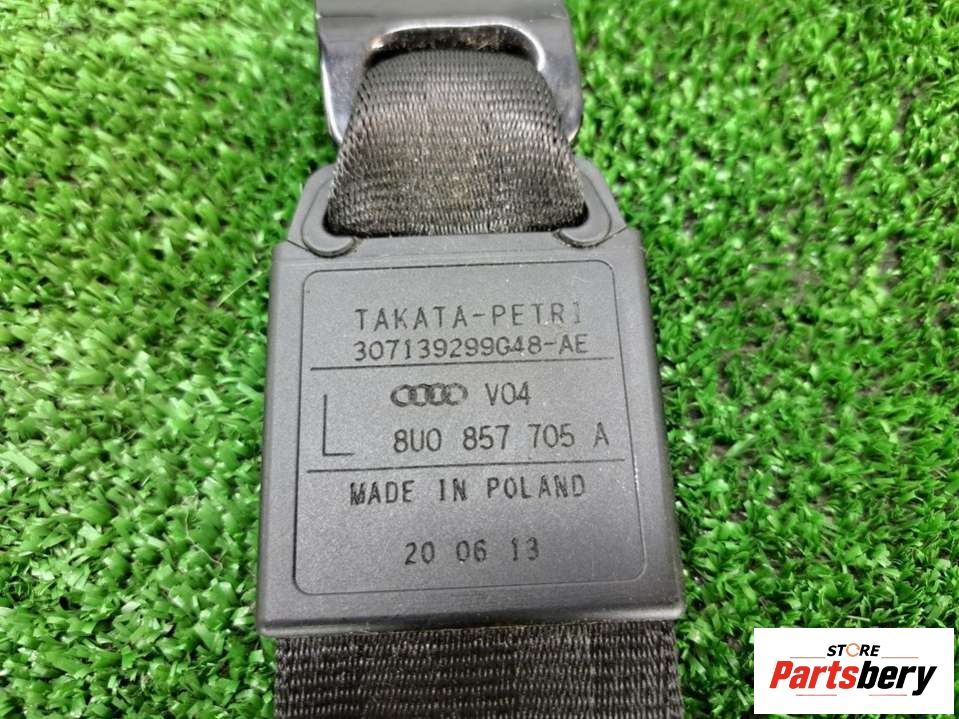 TAKATA-PETRI
307139299G48-AE
L V04
8U0 857 705 A
MADE IN POLAND
20 06 13
STORE
Partsbery